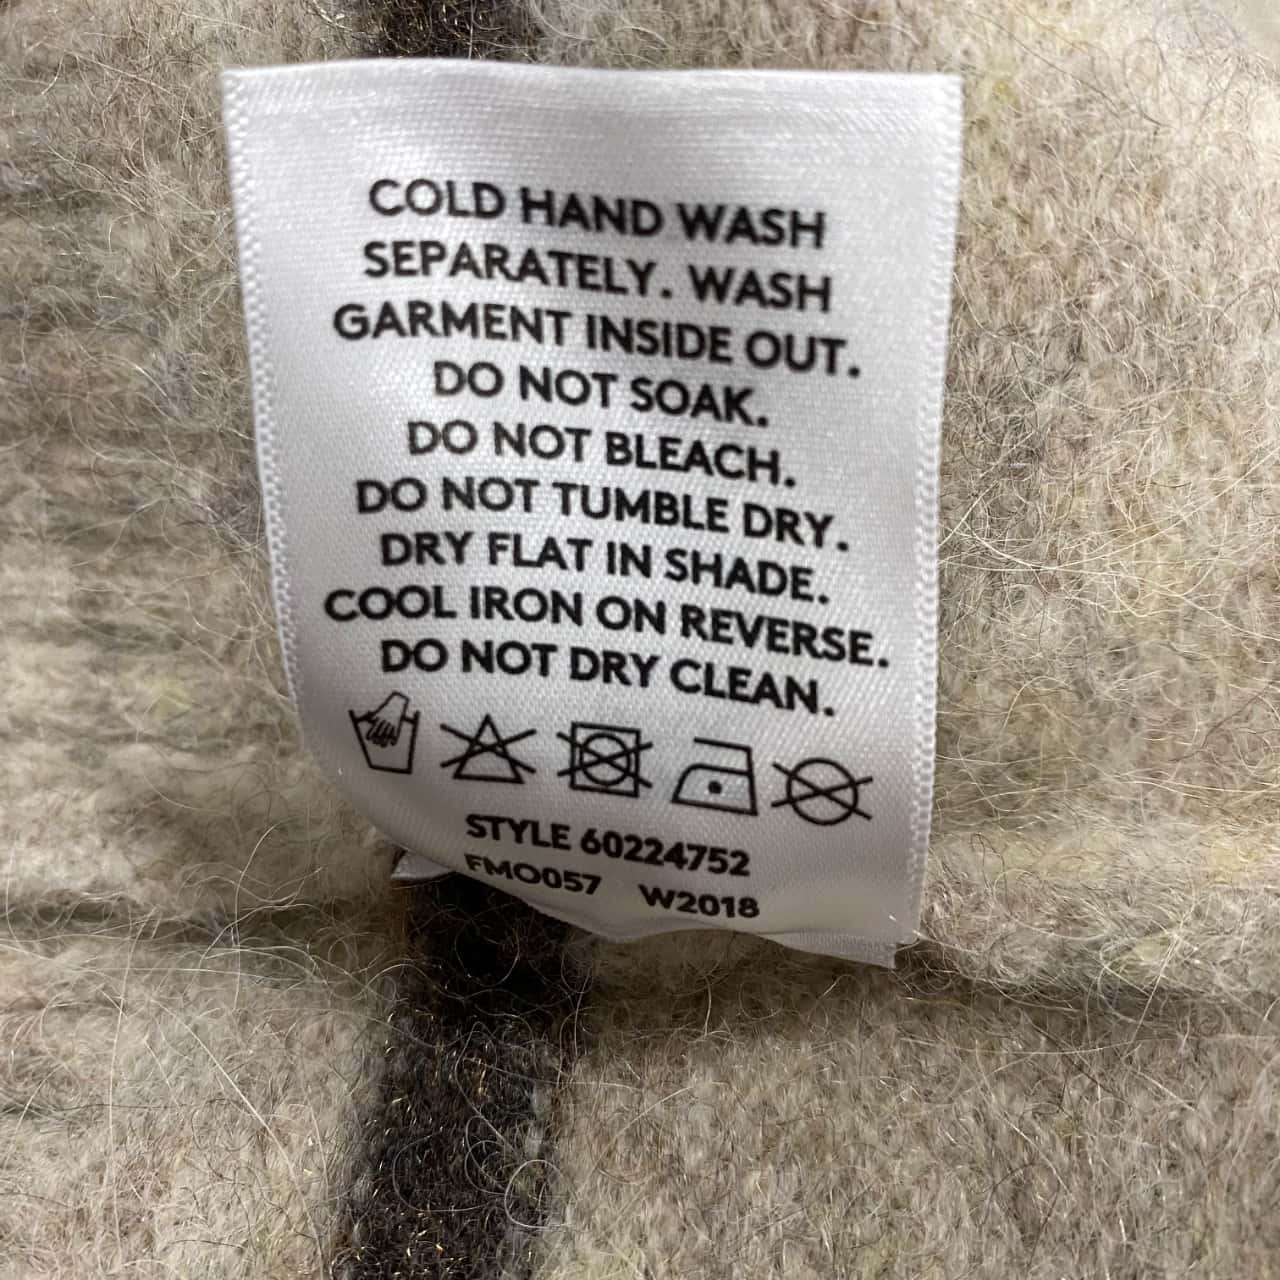 COLD HAND WASH
SEPARATELY. WASH
GARMENT INSIDE OUT.
DO NOT SOAK.
DO NOT BLEACH.
DO NOT TUMBLE DRY.
DRY FLAT IN SHADE.
COOL IRON ON REVERSE.
DO NOT DRY CLEAN.
STYLE 60224752
FMO057 W2018